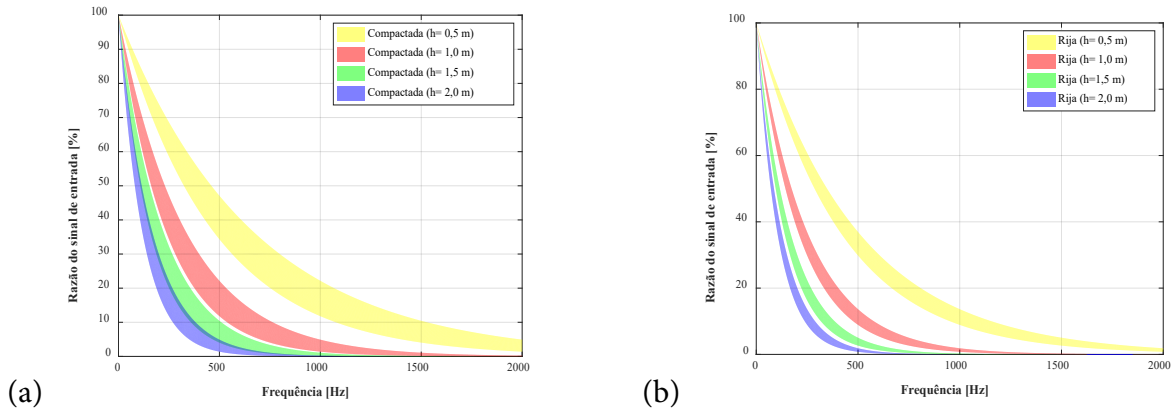 100
90
80
70
60
50
40
30
20
10
0
Razão do sinal de entrada [%]
Compactada (h= 0,5 m)
Compactada (h= 1,0 m)
Compactada (h= 1,5 m)
Compactada (h= 2,0 m)
0 500 1000 1500 2000
Frequência [Hz]
(a)
100
80
60
40
20
0
Razão do sinal de entrada [%]
Rija (h= 0,5 m)
Rija (h= 1,0 m)
Rija (h=1,5 m)
Rija (h= 2,0 m)
0 500 1000 1500 2000
Frequência [Hz]
(b)